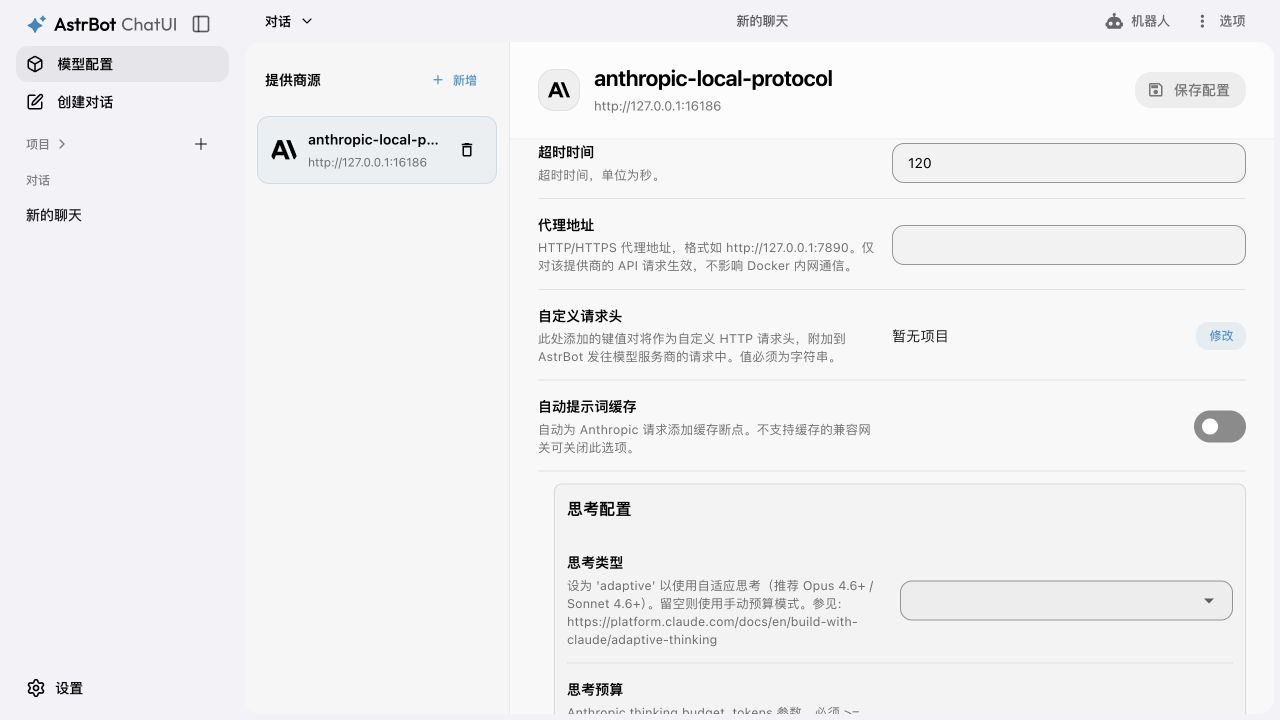 AstrBot ChatUI
模型配置
创建对话
项目
对话
新的聊天
设置
对话
新的聊天
机器人
选项
提供商源
新增
anthropic-local-p...
http://127.0.0.1:16186
anthropic-local-protocol
http://127.0.0.1:16186
保存配置
超时时间
超时时间，单位为秒。
120
代理地址
HTTP/HTTPS 代理地址，格式如 http://127.0.0.1:7890。仅
对该提供商的 API 请求生效，不影响 Docker 内网通信。
自定义请求头
此处添加的键值对将作为自定义 HTTP 请求头，附加到
AstrBot 发往模型服务商的请求中。值必须为字符串。
暂无项目
修改
自动提示词缓存
自动为 Anthropic 请求添加缓存断点。不支持缓存的兼容网
关可关闭此选项。
思考配置
思考类型
设为 'adaptive' 以使用自适应思考（推荐 Opus 4.6+ /
Sonnet 4.6+）。留空则使用手动预算模式。参见:
https://platform.claude.com/docs/en/build-with-
claude/adaptive-thinking
思考预算
Anthropic thinking.budget_tokens 参数，必须 >=